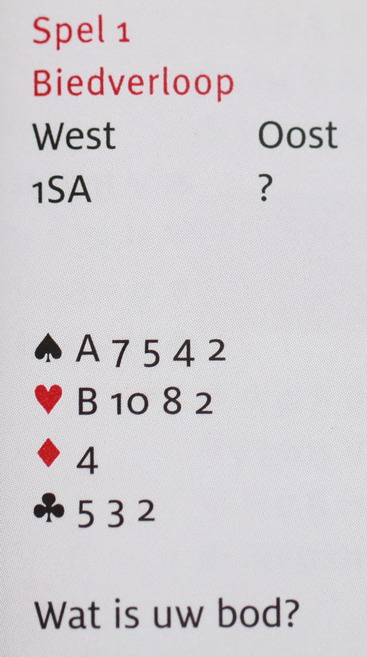 Spel 1
Biedverloop
West Oost
1SA ?
♠ A 7 5 4 2
♥ B 10 8 2
♦ 4
♣ 5 3 2
Wat is uw bod?